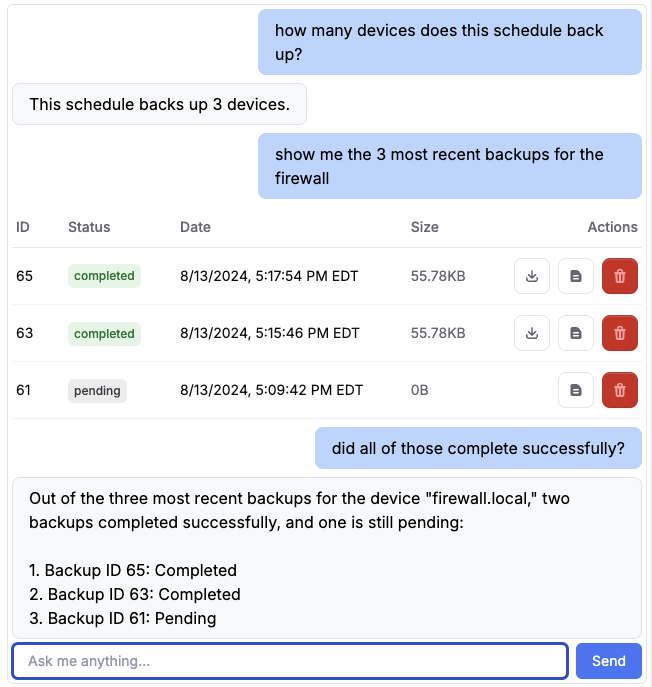 how many devices does this schedule back
up?
This schedule backs up 3 devices.
show me the 3 most recent backups for the
firewall
ID Status Date Size Actions
65 completed 8/13/2024, 5:17:54 PM EDT 55.78KB
63 completed 8/13/2024, 5:15:46 PM EDT 55.78KB
61 pending 8/13/2024, 5:09:42 PM EDT 0B
did all of those complete successfully?
Out of the three most recent backups for the device "firewall.local," two
backups completed successfully, and one is still pending:
1. Backup ID 65: Completed
2. Backup ID 63: Completed
3. Backup ID 61: Pending
Ask me anything... Send